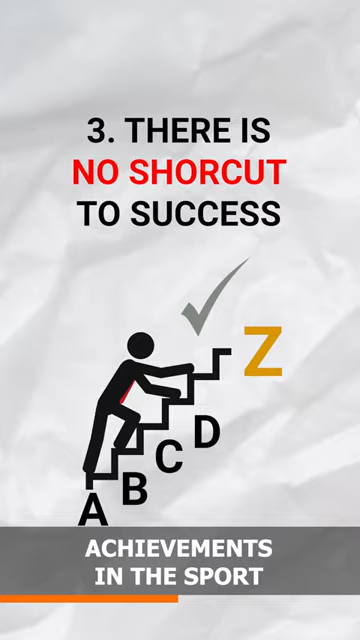 3. THERE IS
NO SHORCUT
TO SUCCESS
Z
D
C
B
A
ACHIEVEMENTS
IN THE SPORT